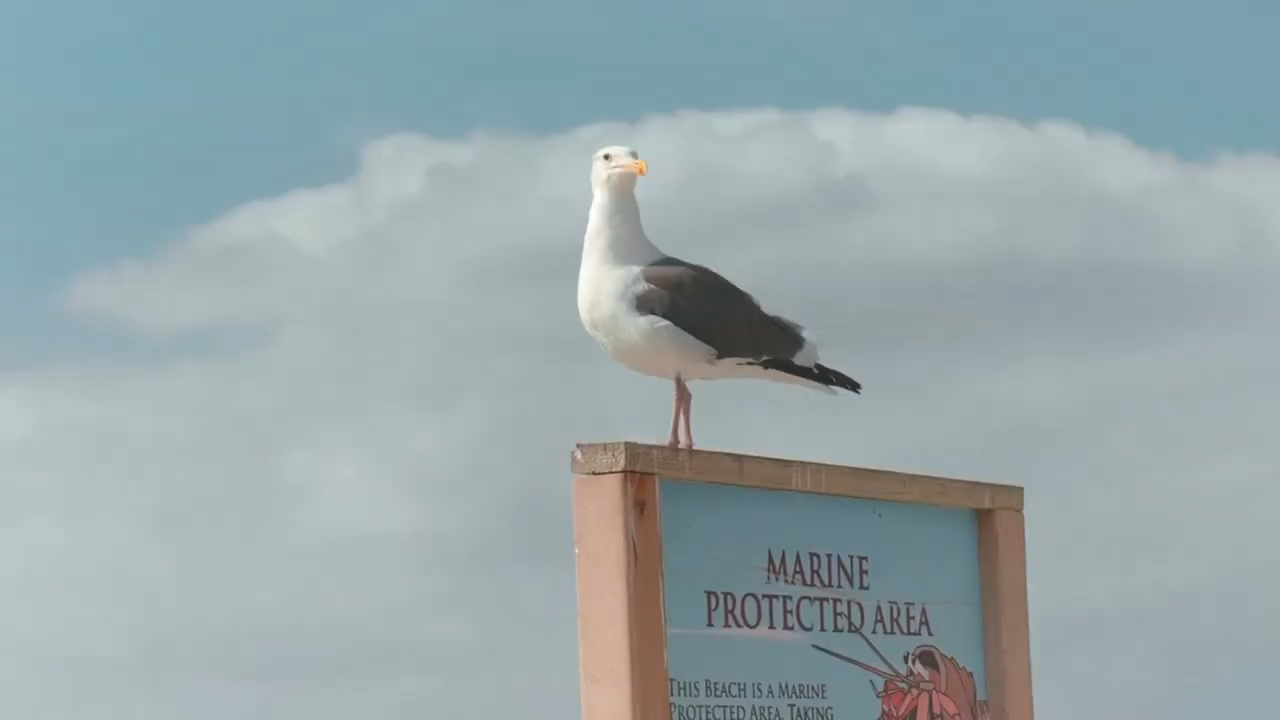 MARINE
PROTECTED AREA
THIS BEACH IS A MARINE
PROTECTED AREA. TAKING